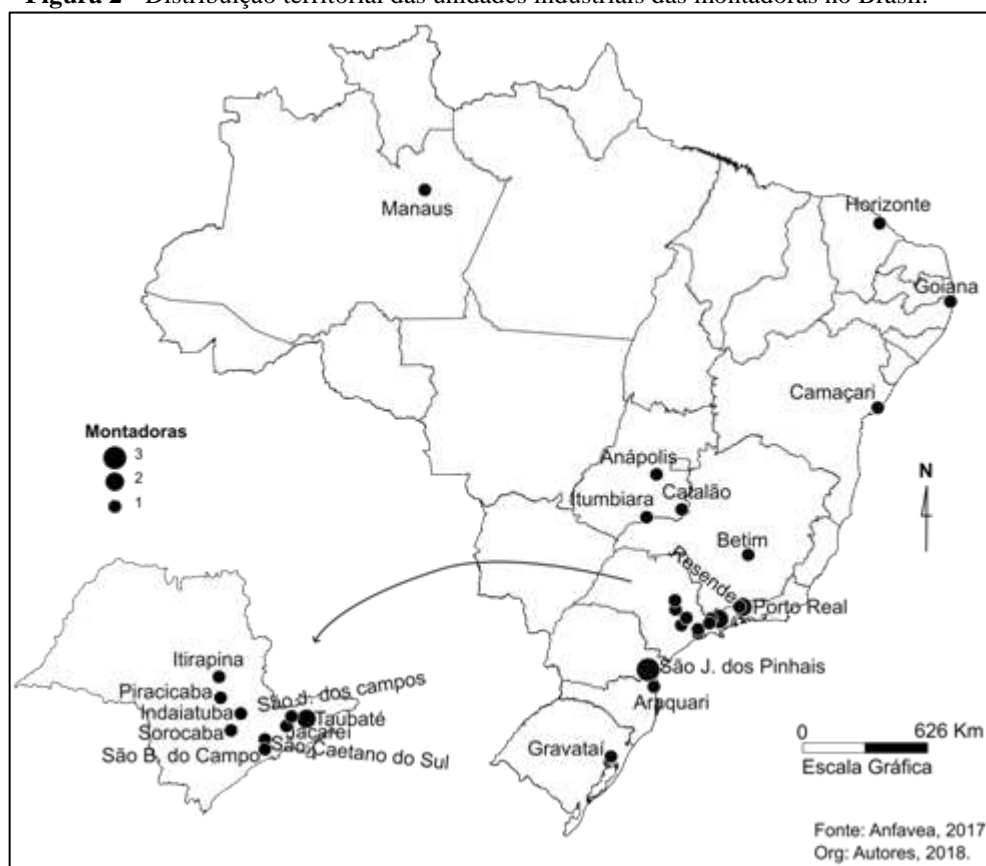 Figura 2 - Distribuição territorial das unidades industriais das montadoras no Brasil.
Manaus
Horizonte
Goiana
Camaçari
Montadoras
3
2
1
Anápolis
Itumbiara
Catalão
N
Betim
Resende
Porto Real
São J. dos Pinhais
Araquari
Gravataí
Itirapina
Piracicaba
São J. dos campos
Indaiatuba
Taubaté
Sorocaba
Jacareí
São B. do Campo
São Caetano do Sul
0 626 Km
Escala Gráfica
Fonte: Anfavea, 2017
Org: Autores, 2018.